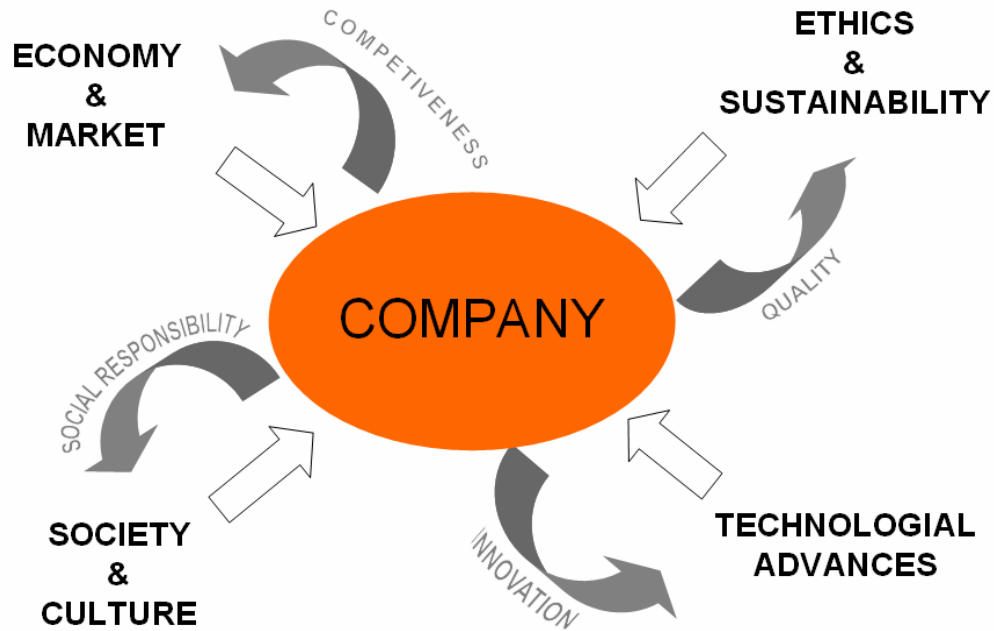 ECONOMY
&
MARKET
COMPETIVENESS
ETHICS
&
SUSTAINABILITY
QUALITY
COMPANY
SOCIAL RESPONSIBILITY
SOCIETY
&
CULTURE
INNOVATION
TECHNOLOGIAL
ADVANCES